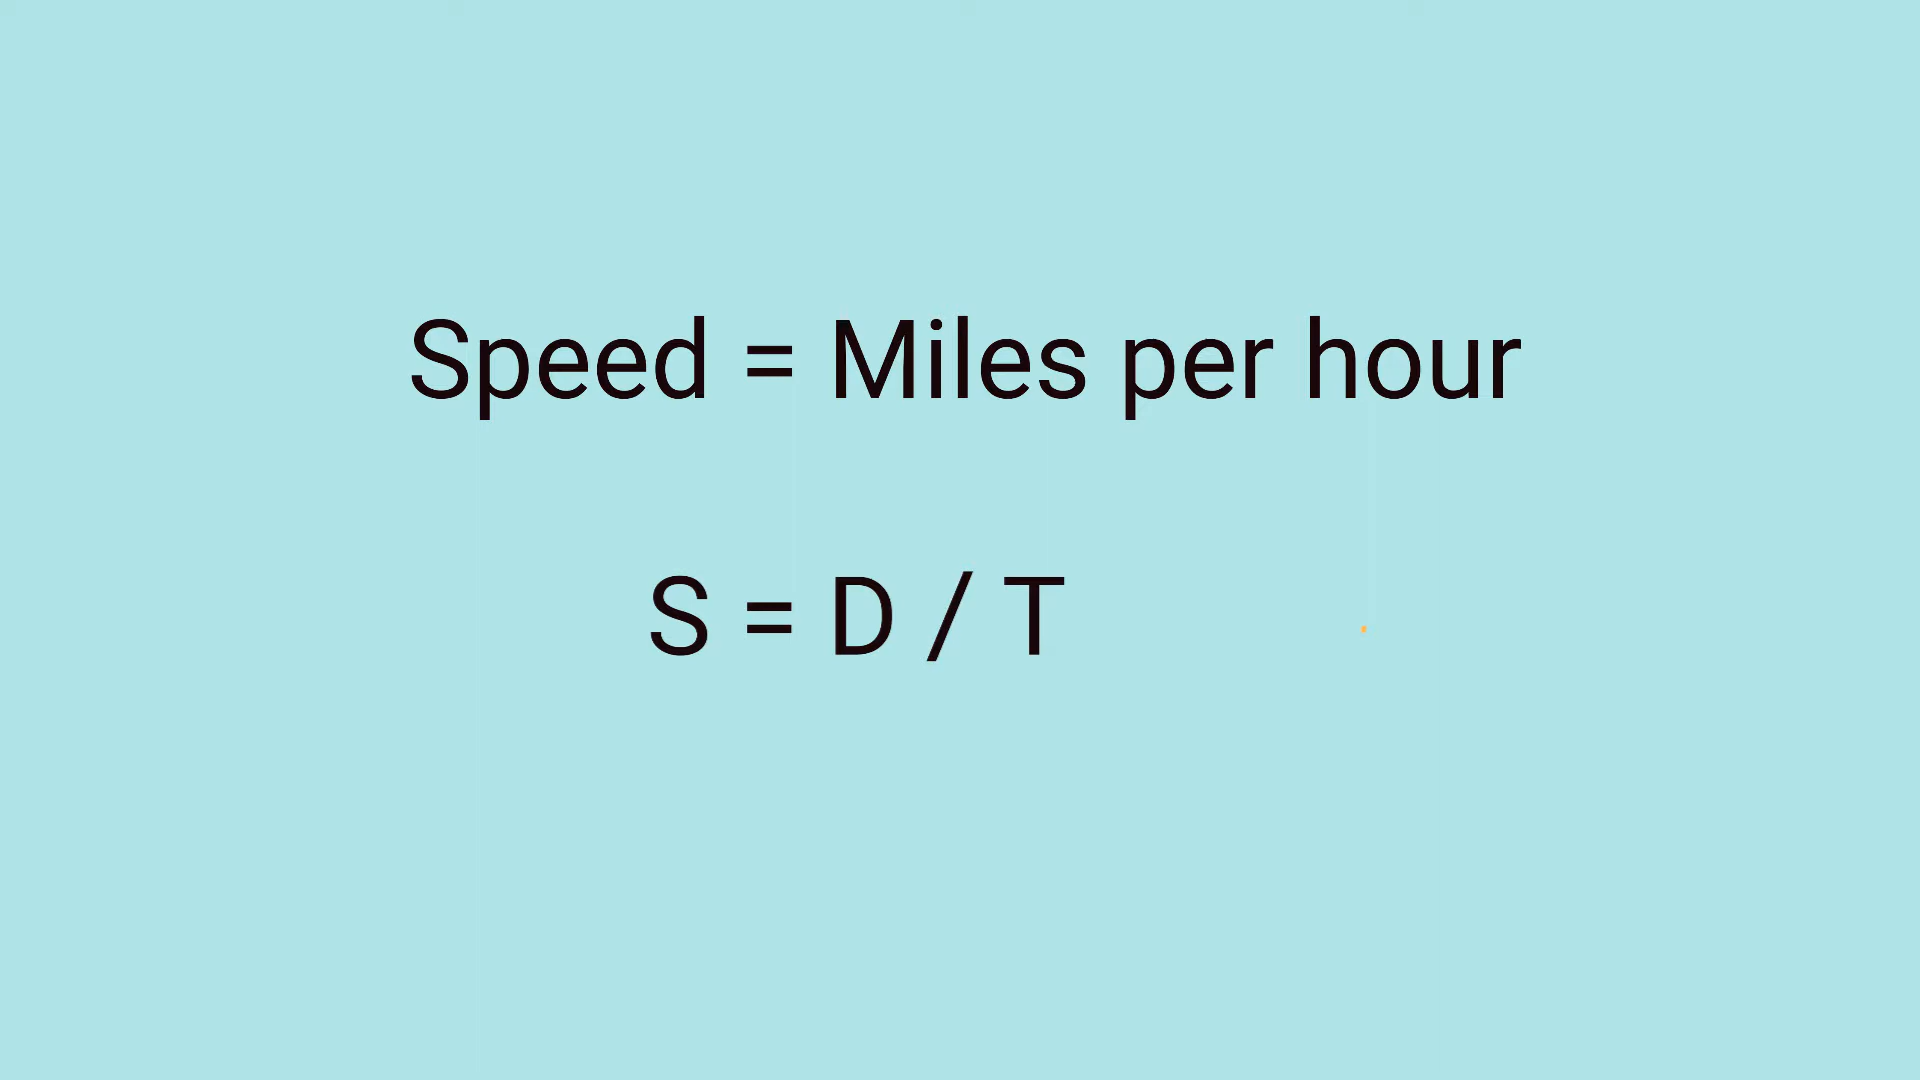 Speed = Miles per hour
S = D / T